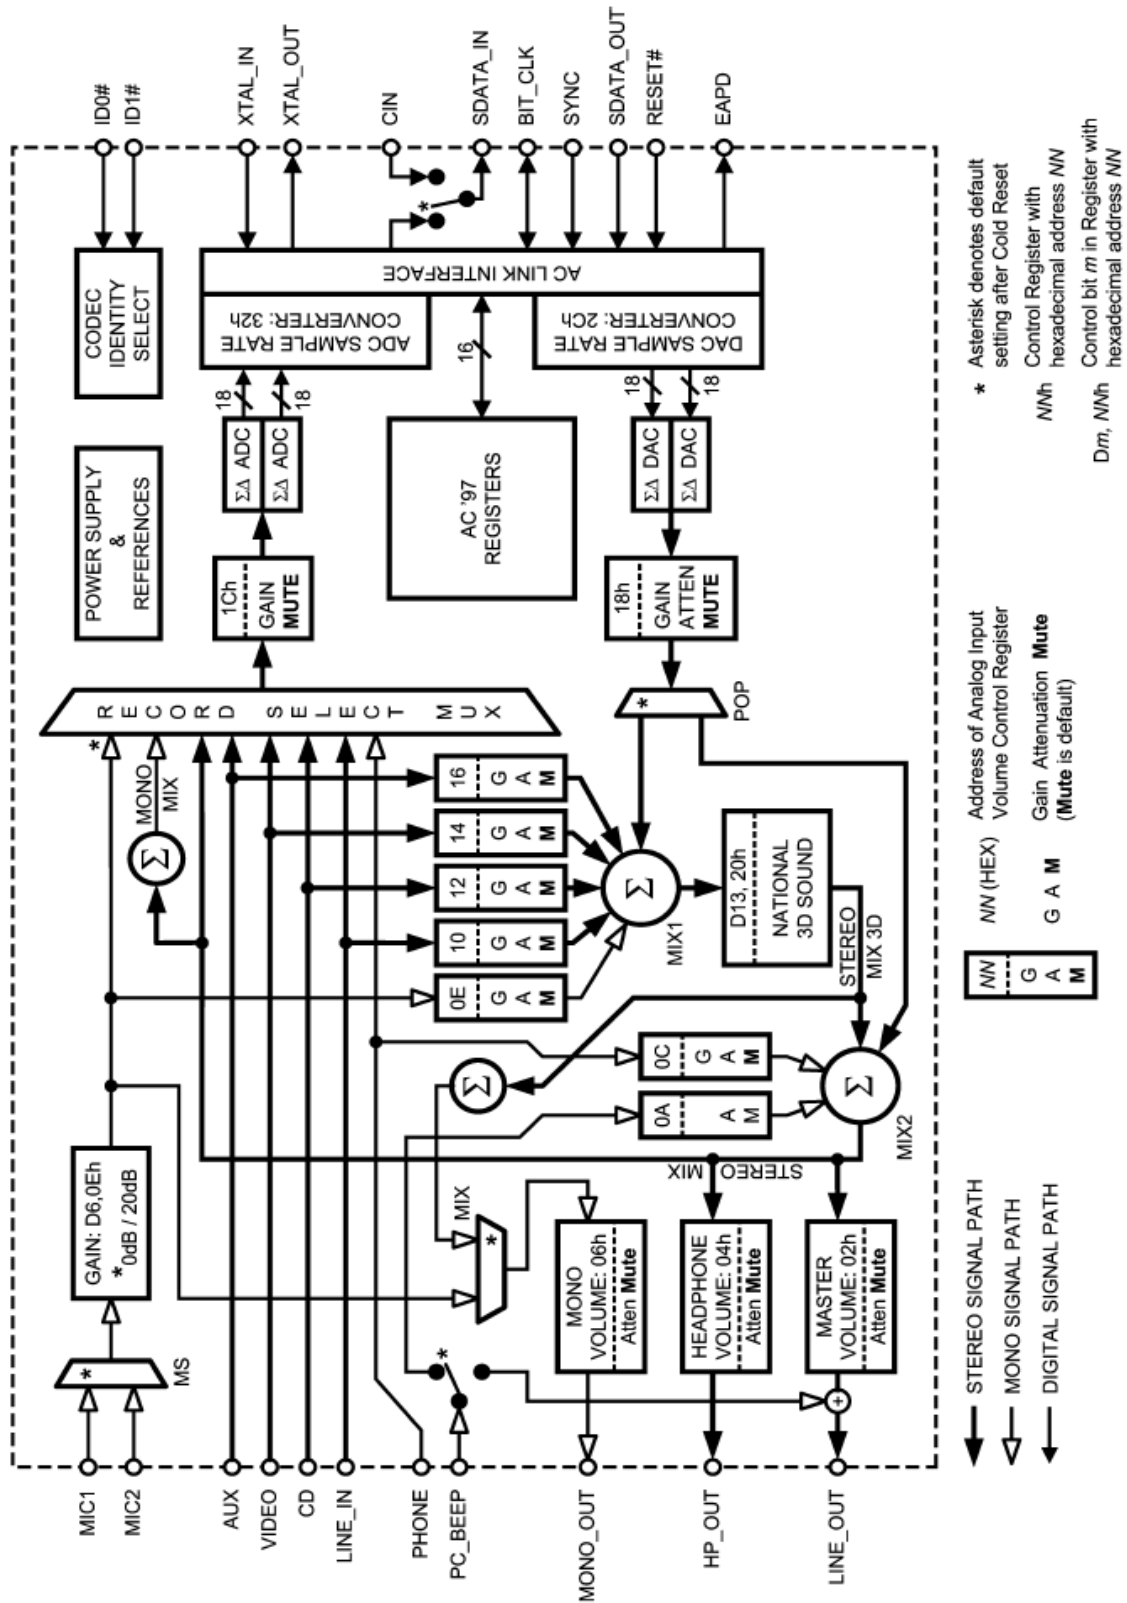 ID0#
ID1#
XTAL_IN
XTAL_OUT
CIN
SDATA_IN
BIT_CLK
SYNC
SDATA_OUT
RESET#
EAPD
CODEC
IDENTITY
SELECT
POWER SUPPLY
&
REFERENCES
AC LINK INTERFACE
ADC SAMPLE RATE
CONVERTER: 32h
DAC SAMPLE RATE
CONVERTER: 2Ch
*
16
18
18
18
18
ΣΔ ADC
ΣΔ ADC
ΣΔ DAC
ΣΔ DAC
AC '97
REGISTERS
1Ch
GAIN
MUTE
18h
GAIN
ATTEN
MUTE
RECORD SELECT MUX
*
*
POP
MONO
MIX
Σ
16
G A M
14
G A M
12
G A M
10
G A M
0E
G A M
Σ
MIX1
D13, 20h
NATIONAL
3D SOUND
STEREO
MIX 3D
0C
G A M
0A
A M
Σ
Σ
MIX2
STEREO
MIX
GAIN: D6,0Eh
* 0dB / 20dB
*
MS
MIX
*
*
MONO
VOLUME: 06h
Atten Mute
HEADPHONE
VOLUME: 04h
Atten Mute
MASTER
VOLUME: 02h
Atten Mute
+
MIC1
MIC2
AUX
VIDEO
CD
LINE_IN
PHONE
PC_BEEP
MONO_OUT
HP_OUT
LINE_OUT
STEREO SIGNAL PATH
MONO SIGNAL PATH
DIGITAL SIGNAL PATH
NN
G A M
NN (HEX) Address of Analog Input
Volume Control Register
G A M Gain Attenuation Mute
(Mute is default)
* Asterisk denotes default
setting after Cold Reset
NNh Control Register with
hexadecimal address NN
Dm, NNh Control bit m in Register with
hexadecimal address NN